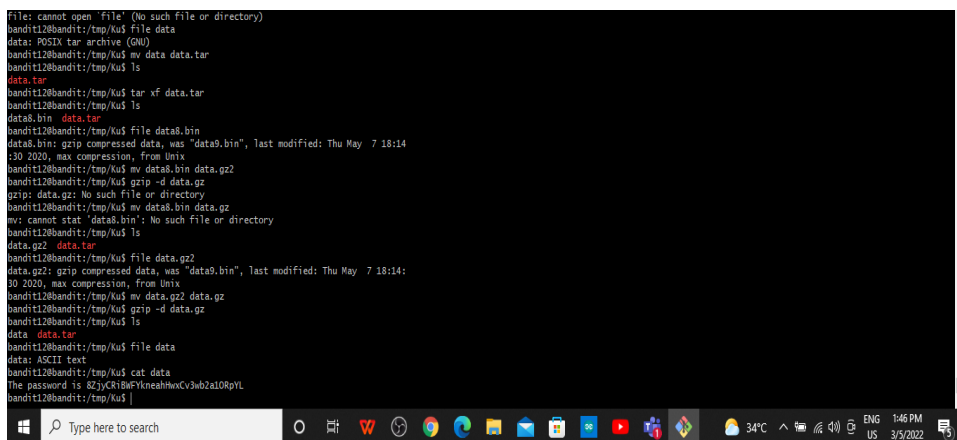 file: cannot open 'file' (No such file or directory)
bandit12@bandit:/tmp/Ku$ file data
data: POSIX tar archive (GNU)
bandit12@bandit:/tmp/Ku$ mv data data.tar
bandit12@bandit:/tmp/Ku$ ls
data.tar
bandit12@bandit:/tmp/Ku$ tar xf data.tar
bandit12@bandit:/tmp/Ku$ ls
data8.bin  data.tar
bandit12@bandit:/tmp/Ku$ file data8.bin
data8.bin: gzip compressed data, was "data9.bin", last modified: Thu May  7 18:14
:30 2020, max compression, from Unix
bandit12@bandit:/tmp/Ku$ mv data8.bin data.gz2
bandit12@bandit:/tmp/Ku$ gzip -d data.gz
gzip: data.gz: No such file or directory
bandit12@bandit:/tmp/Ku$ mv data8.bin data.gz
mv: cannot stat 'data8.bin': No such file or directory
bandit12@bandit:/tmp/Ku$ ls
data.gz2  data.tar
bandit12@bandit:/tmp/Ku$ file data.gz2
data.gz2: gzip compressed data, was "data9.bin", last modified: Thu May  7 18:14:
30 2020, max compression, from Unix
bandit12@bandit:/tmp/Ku$ mv data.gz2 data.gz
bandit12@bandit:/tmp/Ku$ gzip -d data.gz
bandit12@bandit:/tmp/Ku$ ls
data  data.tar
bandit12@bandit:/tmp/Ku$ file data
data: ASCII text
bandit12@bandit:/tmp/Ku$ cat data
The password is 8ZjyCRiBWFYkneahHwxCv3wb2a1ORpYL
bandit12@bandit:/tmp/Ku$
Type here to search
34°C
ENG
US
1:46 PM
3/5/2022
5